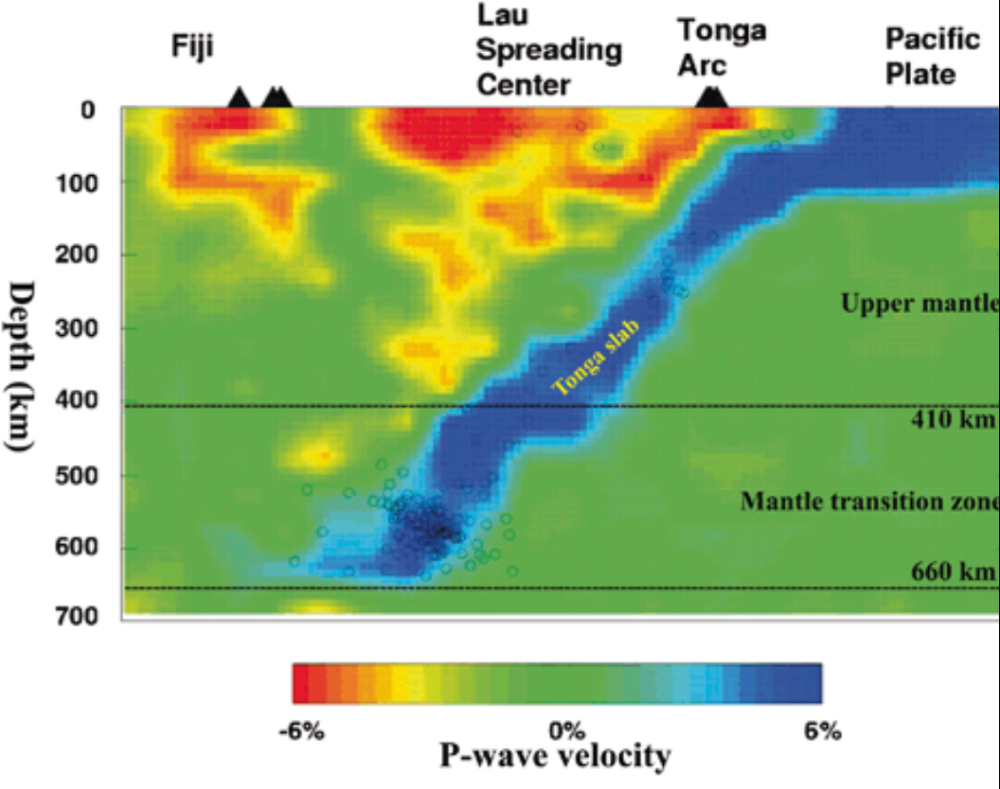 Fiji
Lau
Spreading
Center
Tonga
Arc
Pacific
Plate
Depth (km)
0
100
200
300
400
500
600
700
Upper mantle
Tonga slab
410 km
Mantle transition zone
660 km
-6%
0%
6%
P-wave velocity